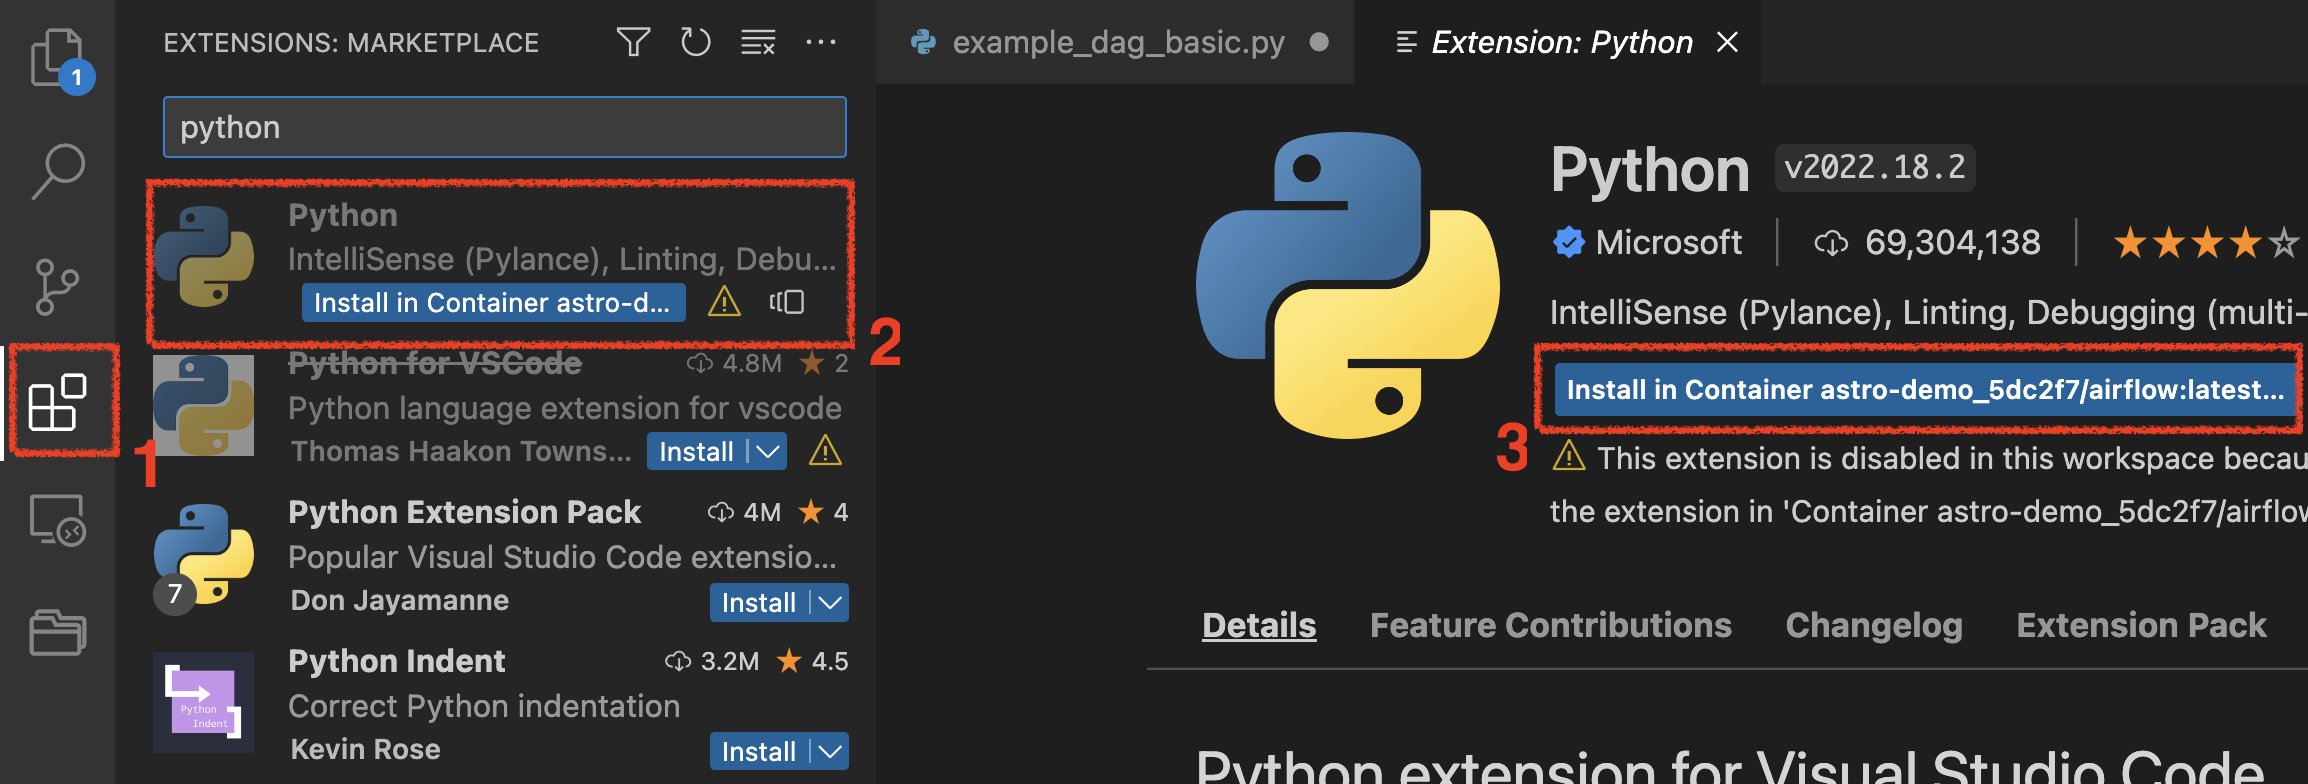 1
EXTENSIONS: MARKETPLACE
python
Python
IntelliSense (Pylance), Linting, Debu...
Install in Container astro-d...
2
Python for VSCode 4.8M 2
Python language extension for vscode
Thomas Haakon Towns... Install
1
Python Extension Pack 4M 4
Popular Visual Studio Code extensio...
7
Don Jayamanne Install
Python Indent 3.2M 4.5
Correct Python indentation
Python
Indent
Kevin Rose Install
example_dag_basic.py
Extension: Python
Python v2022.18.2
Microsoft 69,304,138
IntelliSense (Pylance), Linting, Debugging (multi-
Install in Container astro-demo_5dc2f7/airflow:latest...
3
This extension is disabled in this workspace becau
the extension in 'Container astro-demo_5dc2f7/airflow
Details Feature Contributions Changelog Extension Pack
Python extension for Visual Studio Code